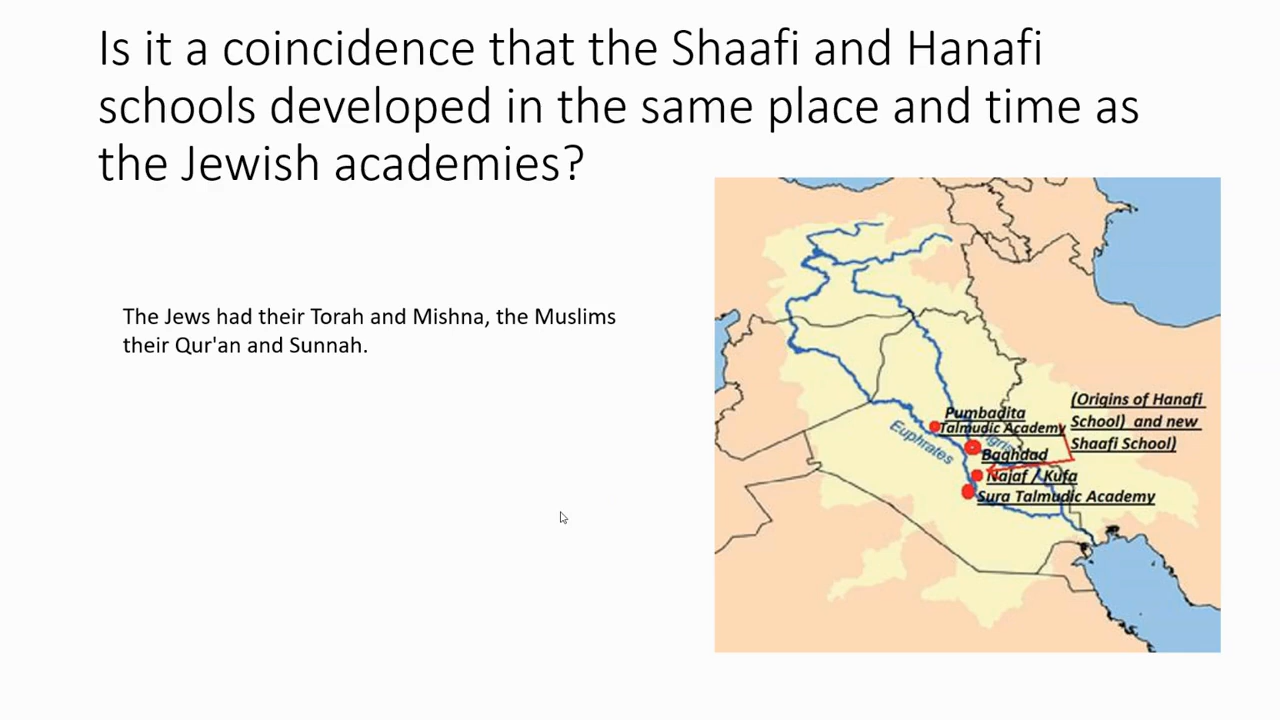 Is it a coincidence that the Shaafi and Hanafi
schools developed in the same place and time as
the Jewish academies?
The Jews had their Torah and Mishna, the Muslims
their Qur'an and Sunnah.
(Origins of Hanafi
School) and new
Shaafi School)
Pumbadita
Talmudic Academy
Euphrates
Baghdad
Najaf / Kufa
Sura Talmudic Academy